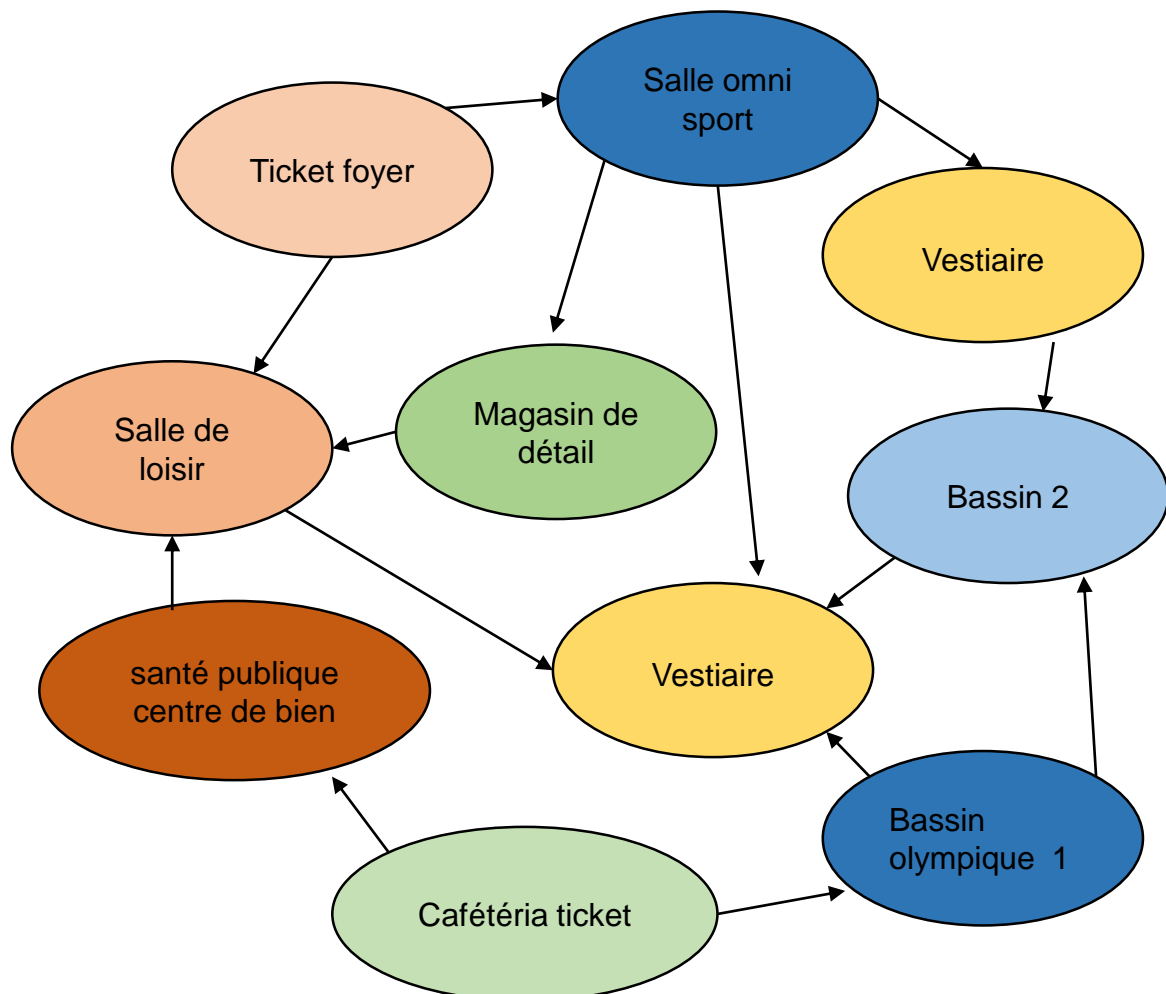 Salle omni
sport
Ticket foyer
Vestiaire
Magasin de
détail
Salle de
loisir
Bassin 2
santé publique
centre de bien
Vestiaire
Bassin
olympique  1
Cafétéria ticket